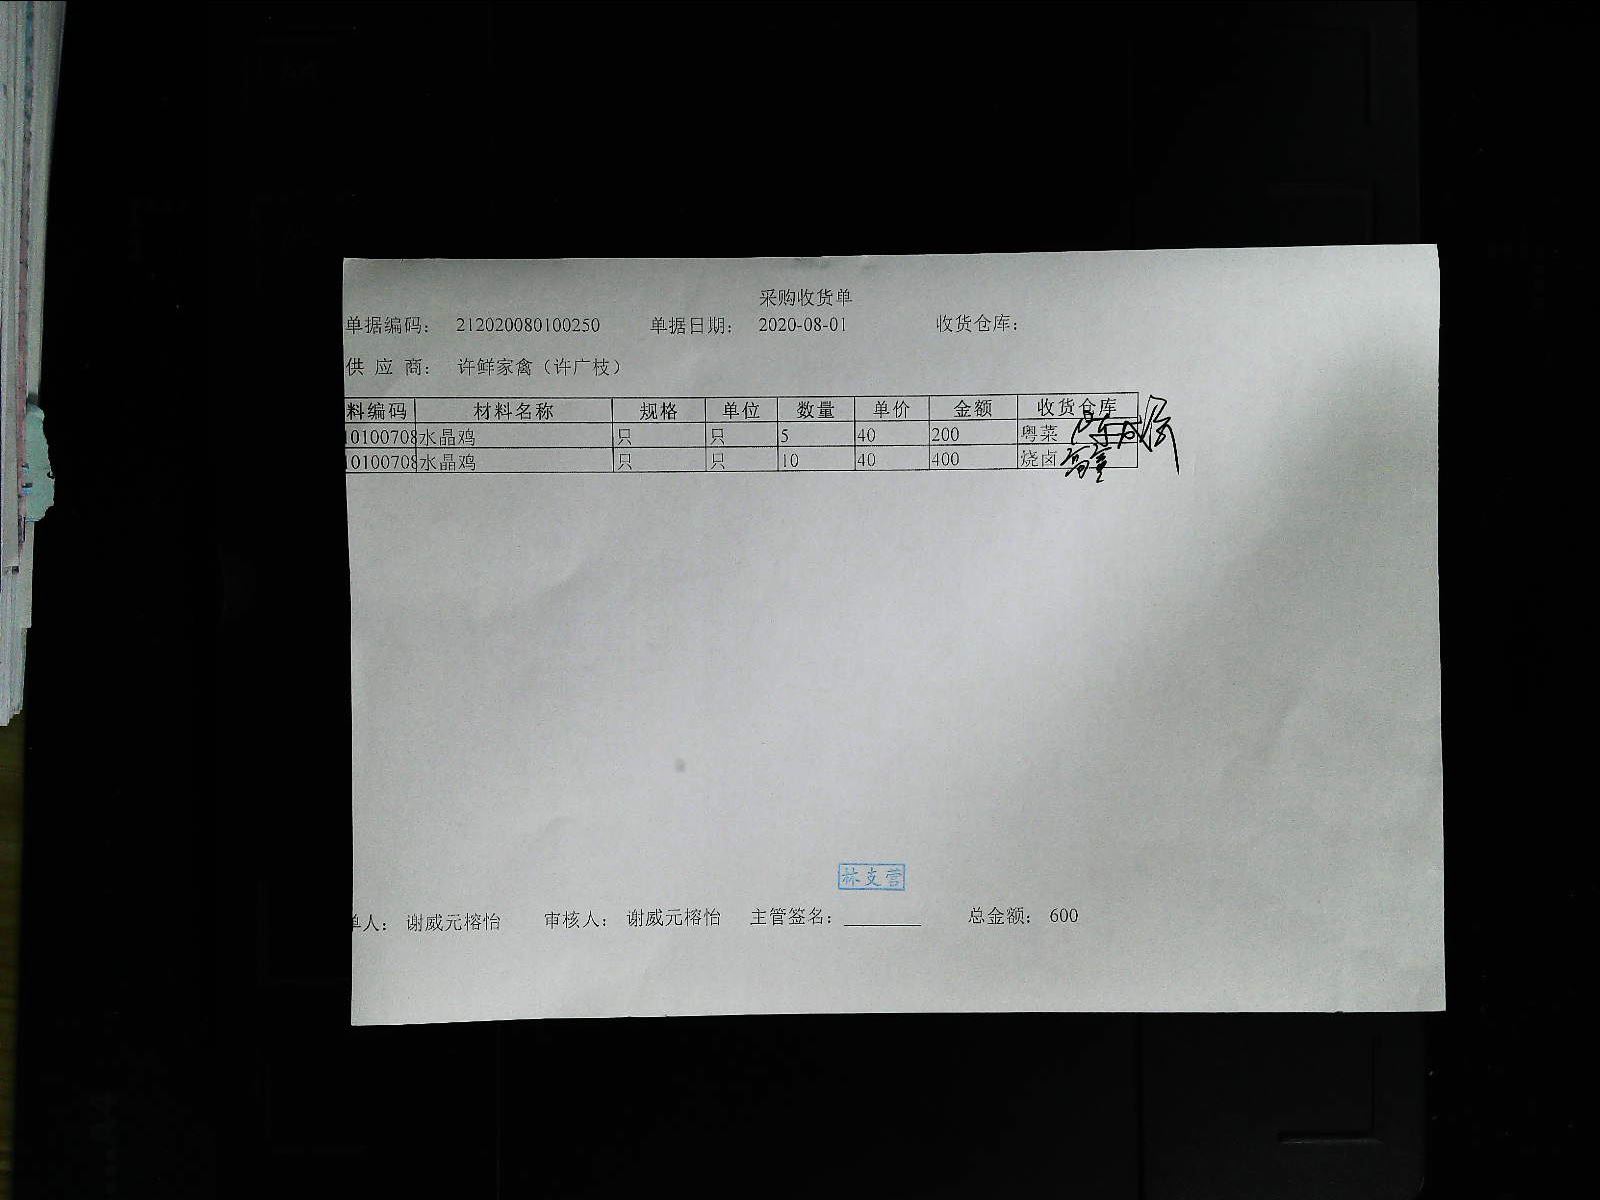 采购收货单
单据编码： 212020080100250 单据日期： 2020-08-01 收货仓库：
供 应 商： 许鲜家禽（许广枝）
料编码 材料名称 规格 单位 数量 单价 金额 收货仓库
10100708 水晶鸡 只 只 5 40 200 粤菜
10100708 水晶鸡 只 只 10 40 400 烧卤
林支营
单人： 谢威元榕怡 审核人： 谢威元榕怡 主管签名： 总金额： 600